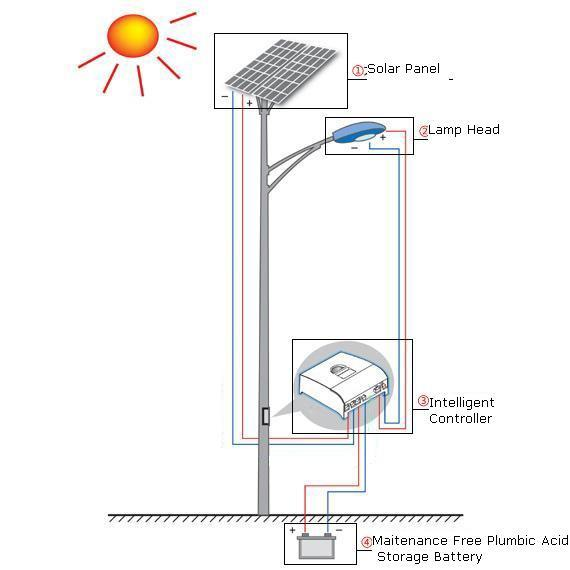 ①Solar Panel
− +
②Lamp Head
+
−
③Intelligent
Controller
+ −
④Maitenance Free Plumbic Acid
Storage Battery